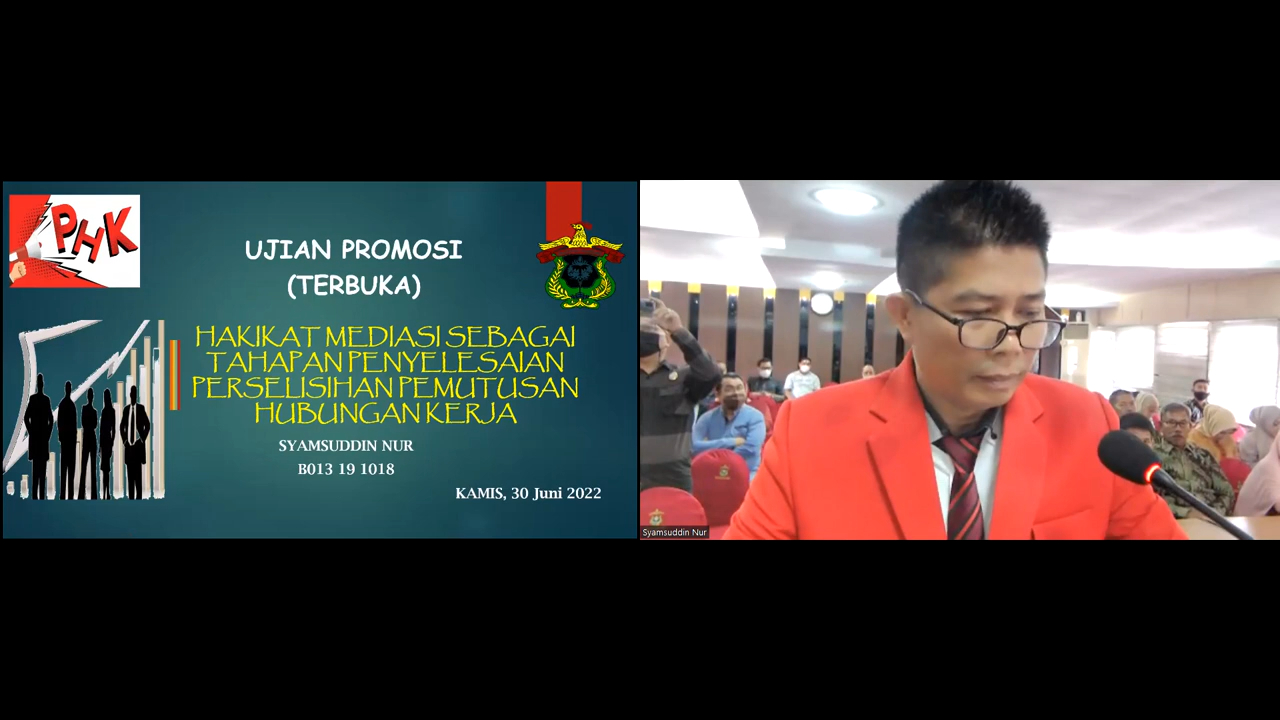 PHK
UJIAN PROMOSI
(TERBUKA)
HAKIKAT MEDIASI SEBAGAI
TAHAPAN PENYELESAIAN
PERSELISIHAN PEMUTUSAN
HUBUNGAN KERJA
SYAMSUDDIN NUR
B013 19 1018
KAMIS, 30 Juni 2022
Syamsuddin Nur